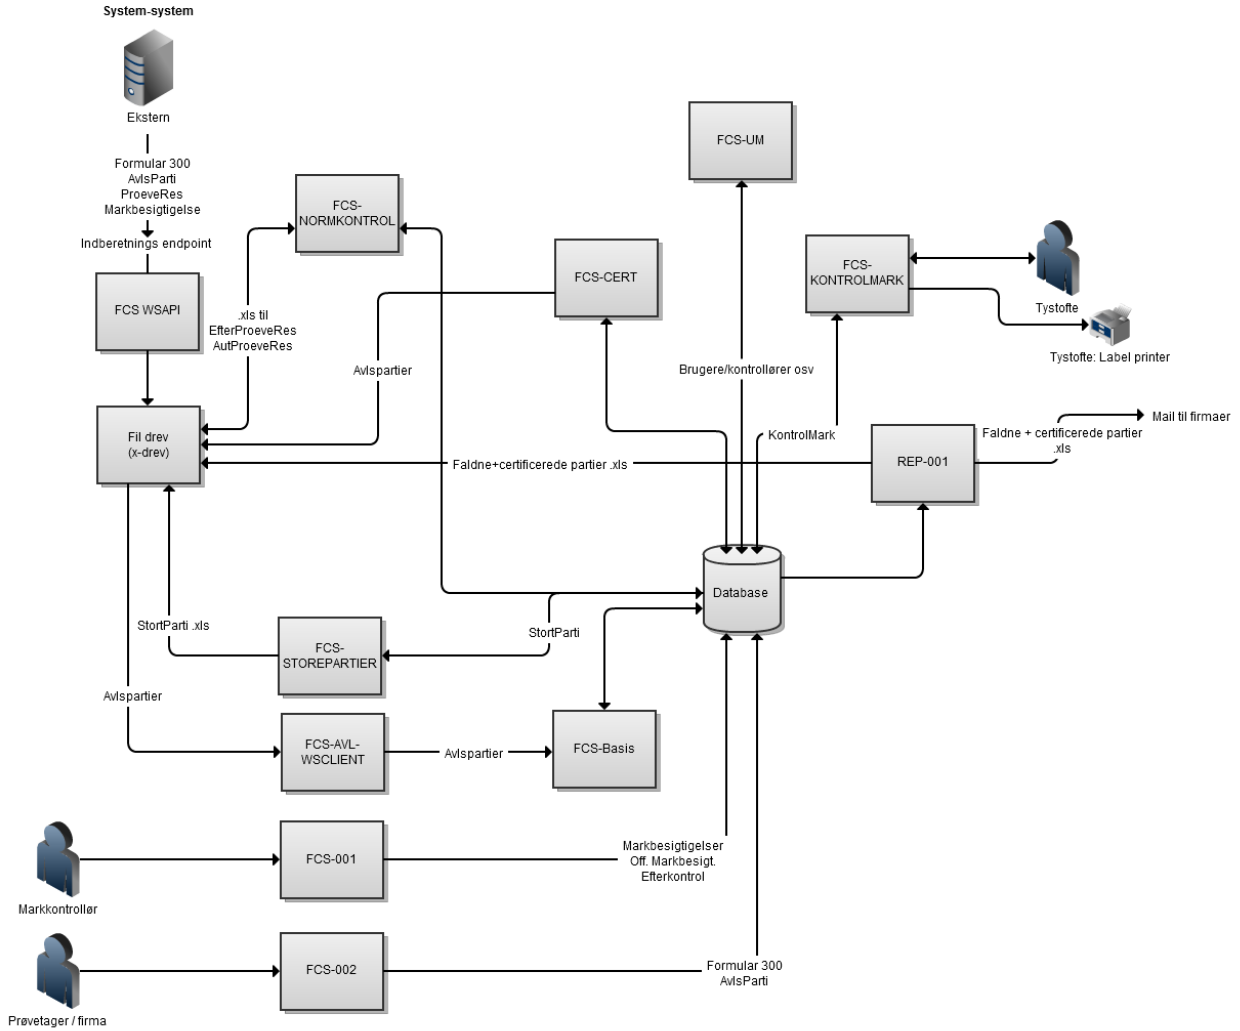 System-system
Ekstern
Formular 300
AvlsParti
ProeveRes
Markbesigtigelse
Indberetnings endpoint
FCS WSAPI
FCS-
NORMKONTROL
.xls til
EfterProeveRes
AutProeveRes
Fil drev
(x-drev)
FCS-CERT
Avlspartier
FCS-UM
Brugere/kontrollører osv
FCS-
KONTROLMARK
Tystofte
Tystofte: Label printer
KontrolMark
Faldne+certificerede partier .xls
REP-001
Faldne + certificerede partier
.xls
Mail til firmaer
Database
StortParti .xls
FCS-
STOREPARTIER
StortParti
Avlspartier
FCS-AVL-
WSCLIENT
Avlspartier
FCS-Basis
Markkontrollør
FCS-001
Markbesigtigelser
Off. Markbesigt.
Efterkontrol
Prøvetager / firma
FCS-002
Formular 300
AvlsParti